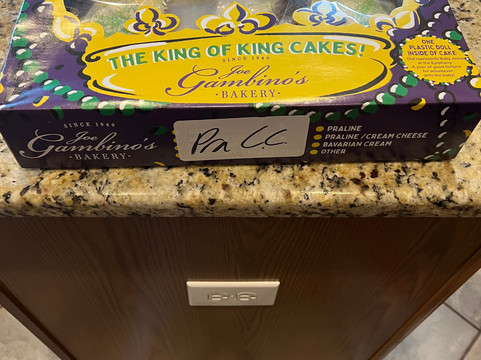 THE KING OF KING CAKES!
SINCE 1949
Joe
Gambino's
·BAKERY·
ONE
PLASTIC DOLL
INSIDE OF CAKE
SINCE 1949
Joe
Gambino's
BAKERY·
Pra C.C.
PRALINE
PRALINE / CREAM CHEESE
BAVARIAN CREAM
OTHER